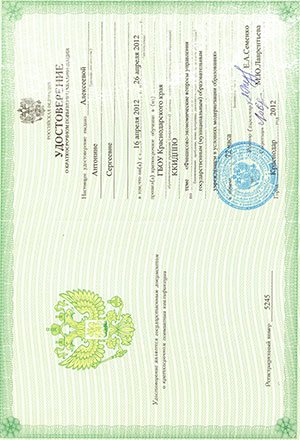 РОССИЙСКАЯ ФЕДЕРАЦИЯ
УДОСТОВЕРЕНИЕ
О КРАТКОСРОЧНОМ ПОВЫШЕНИИ КВАЛИФИКАЦИИ
Настоящее удостоверение выдано Алексеевой
Антонине
Сергеевне
в том, что он(а) с 16 апреля 2012 по 26 апреля 2012
прошел(а) краткосрочное обучение в (на)
ГБОУ Краснодарского края
ККИДППО
по теме «Финансово-экономические вопросы управления
государственным (муниципальным) образовательным
учреждением в условиях модернизации образования»
в объеме 72 часа
Е.А.Семенко
М.Ю.Лаврентьева
Город Краснодар 2012
Удостоверение является государственным документом
о краткосрочном повышении квалификации
Регистрационный номер 5245